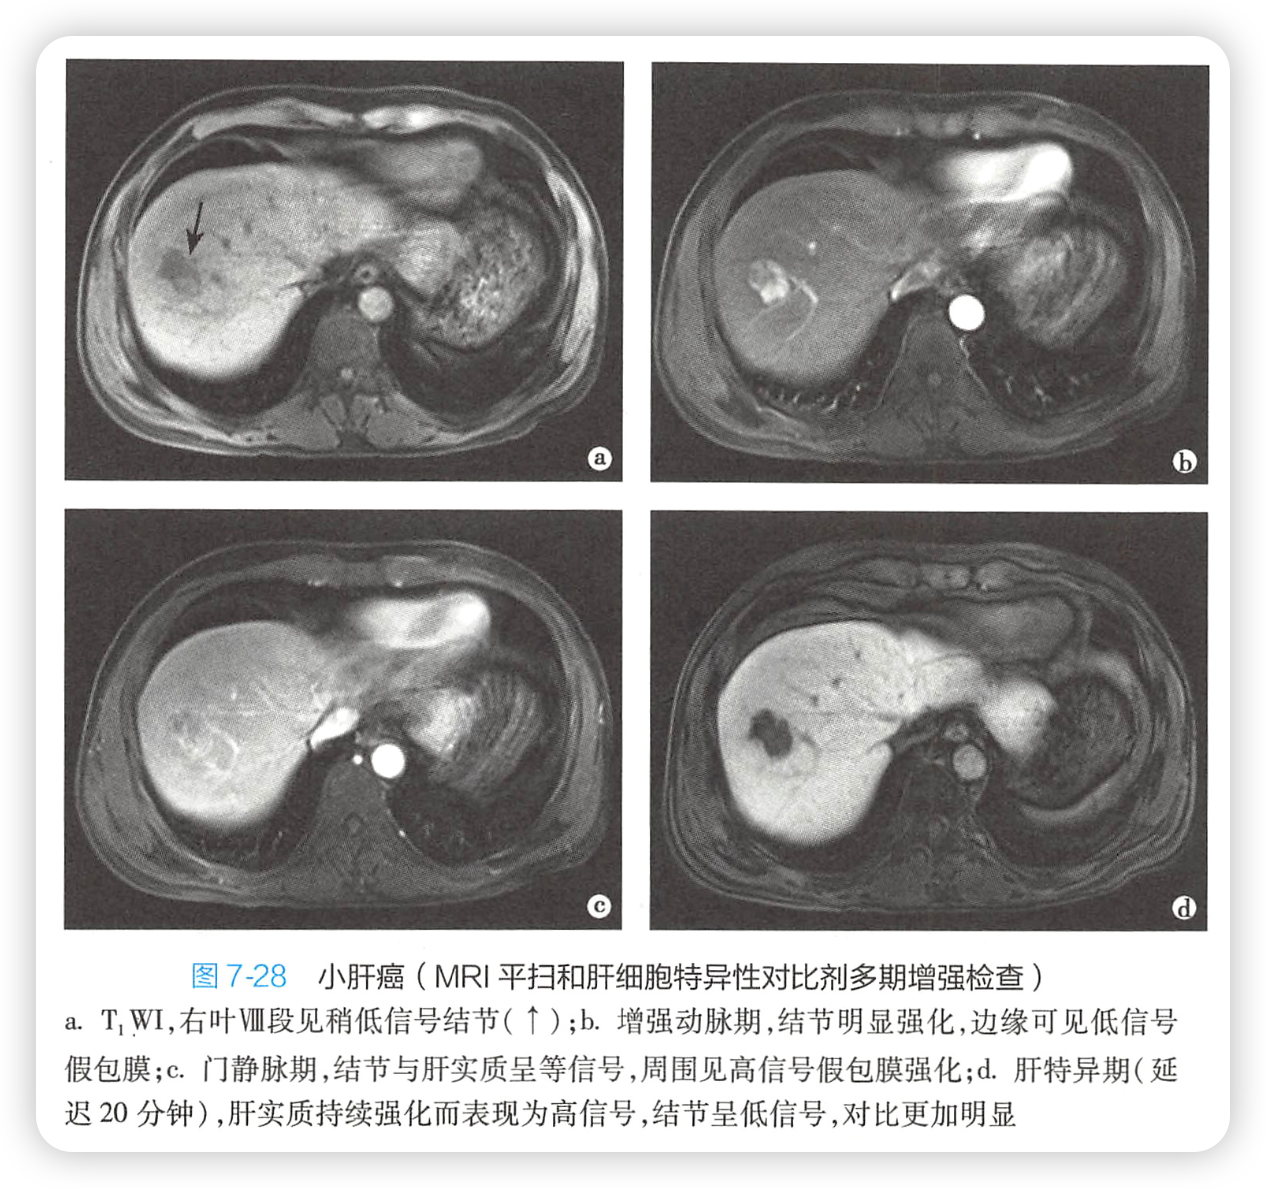 a
b
c
d
图 7-28 小肝癌（MRI 平扫和肝细胞特异性对比剂多期增强检查）
a. T₁WI,右叶Ⅷ段见稍低信号结节(↑);b. 增强动脉期,结节明显强化,边缘可见低信号
假包膜;c. 门静脉期,结节与肝实质呈等信号,周围见高信号假包膜强化;d. 肝特异期(延
迟 20 分钟),肝实质持续强化而表现为高信号,结节呈低信号,对比更加明显